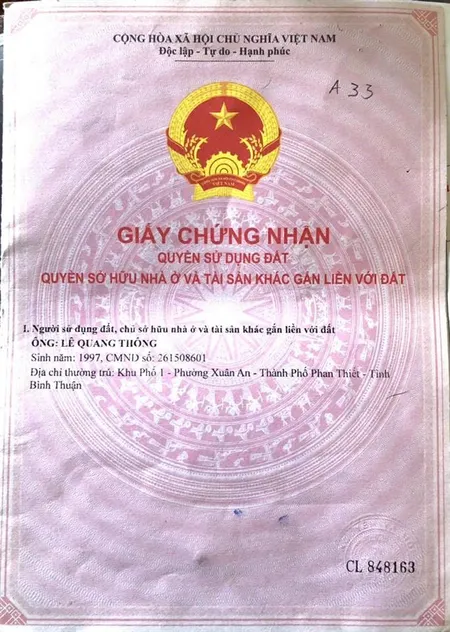 CỘNG HÒA XÃ HỘI CHỦ NGHĨA VIỆT NAM
Độc lập - Tự do - Hạnh phúc
A 33
GIẤY CHỨNG NHẬN
QUYỀN SỬ DỤNG ĐẤT
QUYỀN SỞ HỮU NHÀ Ở VÀ TÀI SẢN KHÁC GẮN LIỀN VỚI ĐẤT
I. Người sử dụng đất, chủ sở hữu nhà ở và tài sản khác gắn liền với đất
ÔNG: LÊ QUANG THÔNG
Sinh năm: 1997, CMND số: 261508601
Địa chỉ thường trú: Khu Phố 1 - Phường Xuân An - Thành Phố Phan Thiết - Tỉnh
Bình Thuận
CL 848163